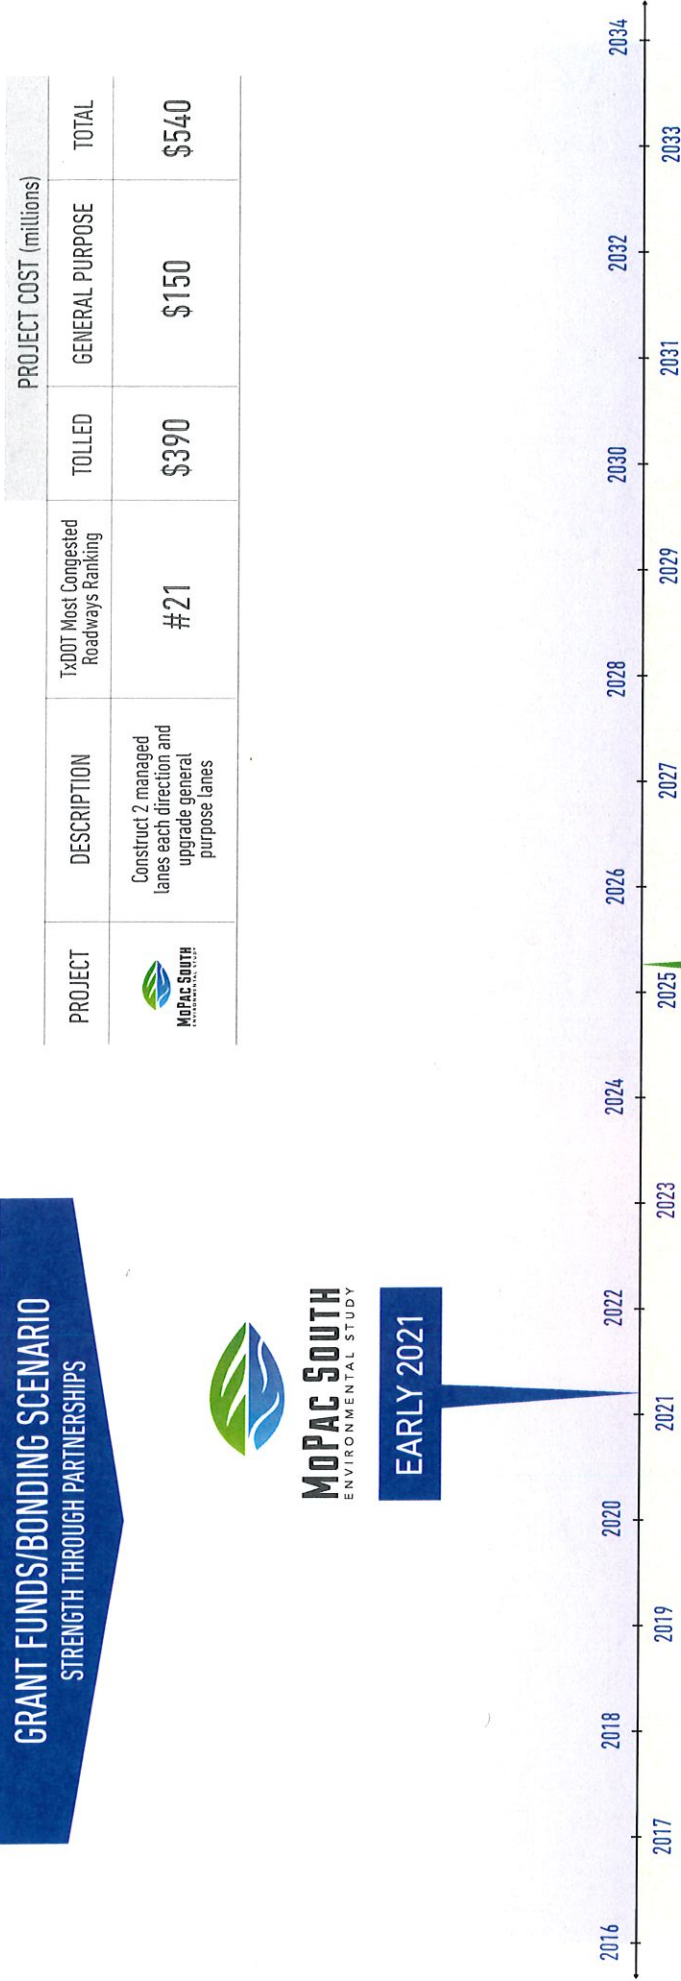 GRANT FUNDS/BONDING SCENARIO
STRENGTH THROUGH PARTNERSHIPS
PROJECT COST (millions)
PROJECT
DESCRIPTION
TxDOT Most Congested
Roadways Ranking
TOLLED
GENERAL PURPOSE
TOTAL
MOPAC SOUTH
ENVIRONMENTAL STUDY
Construct 2 managed
lanes each direction and
upgrade general
purpose lanes
#21
$390
$150
$540
MOPAC SOUTH
ENVIRONMENTAL STUDY
EARLY 2021
2016
2017
2018
2019
2020
2021
2022
2023
2024
2025
2026
2027
2028
2029
2030
2031
2032
2033
2034